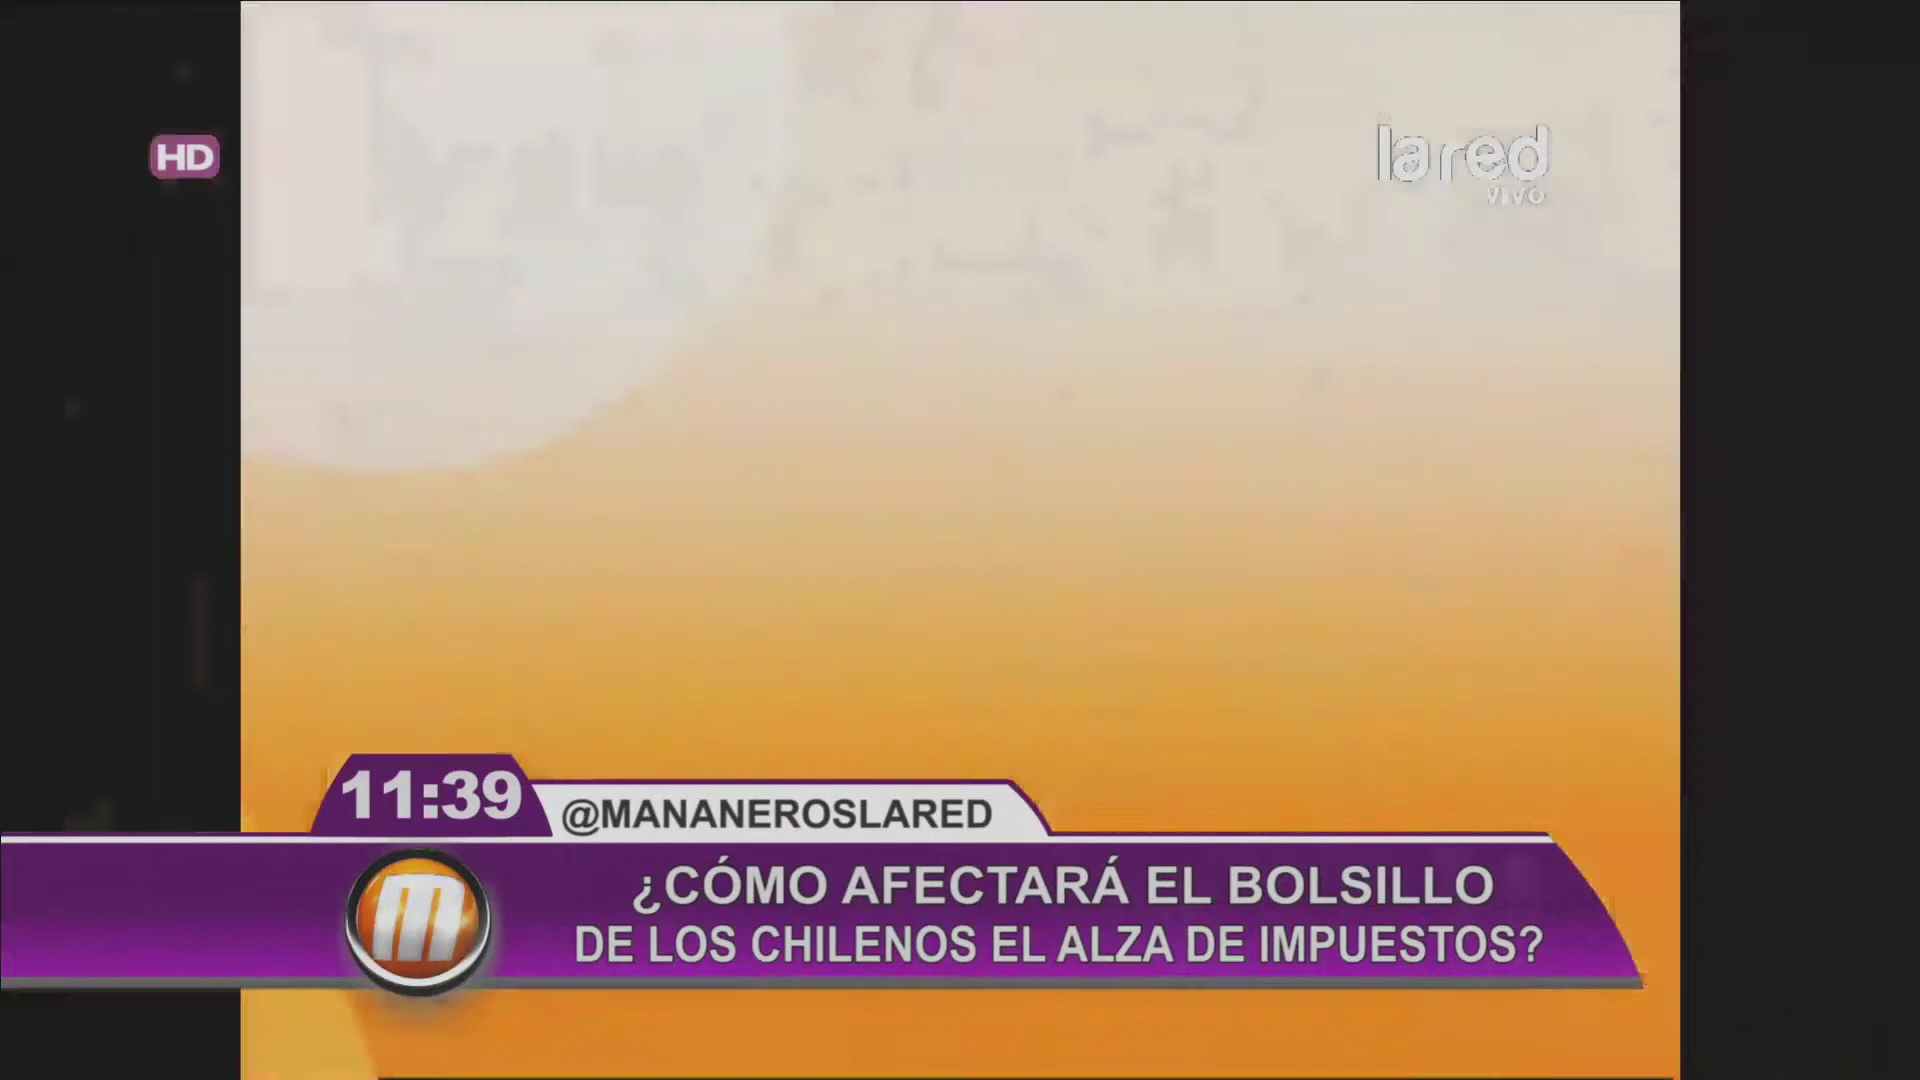 HD
la red
vivo
11:39
@MANANEROSLARED
M
¿CÓMO AFECTARÁ EL BOLSILLO
DE LOS CHILENOS EL ALZA DE IMPUESTOS?